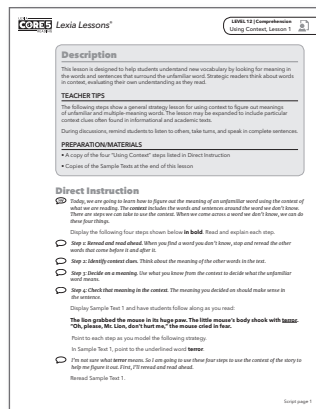 CORE5 Lexia Lessons®
READING
LEVEL 12 | Comprehension
Using Context, Lesson 1
Description
This lesson is designed to help students understand new vocabulary by looking for meaning in
the words and sentences that surround the unfamiliar word. Strategic readers think about words
in context, evaluating their own understanding as they read.
TEACHER TIPS
The following steps show a general strategy lesson for using context to figure out meanings
of unfamiliar and multiple-meaning words. The lesson may be expanded to include particular
context clues often found in informational and academic texts.
During discussions, remind students to listen to others, take turns, and speak in complete sentences.
PREPARATION/MATERIALS
• A copy of the four "Using Context" steps listed in Direct Instruction
• Copies of the Sample Texts at the end of this lesson
Direct Instruction
Today, we are going to learn how to figure out the meaning of an unfamiliar word using the context of
what we are reading. The context includes the words and sentences around the word we don't know.
There are steps we can take to use the context. When we come across a word we don't know, we can do
these four things.
Display the following four steps shown below in bold. Read and explain each step.
Step 1: Reread and read ahead. When you find a word you don't know, stop and reread the other
words that come before it and after it.
Step 2: Identify context clues. Think about the meaning of the other words in the text.
Step 3: Decide on a meaning. Use what you know from the context to decide what the unfamiliar
word means.
Step 4: Check that meaning in the context. The meaning you decided on should make sense in
the sentence.
Display Sample Text 1 and have students follow along as you read:
The lion grabbed the mouse in its huge paw. The little mouse's body shook with terror.
"Oh, please, Mr. Lion, don't hurt me," the mouse cried in fear.
Point to each step as you model the following strategy.
In Sample Text 1, point to the underlined word terror.
I'm not sure what terror means. So I am going to use these four steps to use the context of the story to
help me figure it out. First, I'll reread and read ahead.
Reread Sample Text 1.
Script page 1